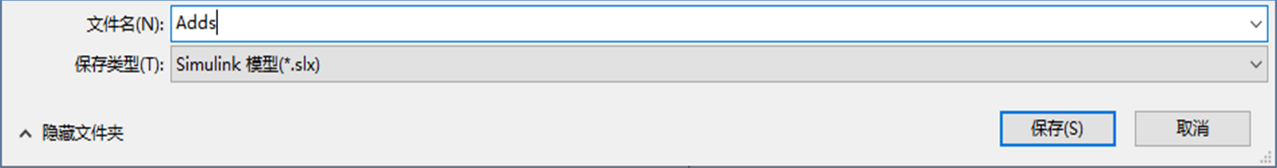 文件名(N): Adds
保存类型(T): Simulink 模型(*.slx)
隐藏文件夹 保存(S) 取消